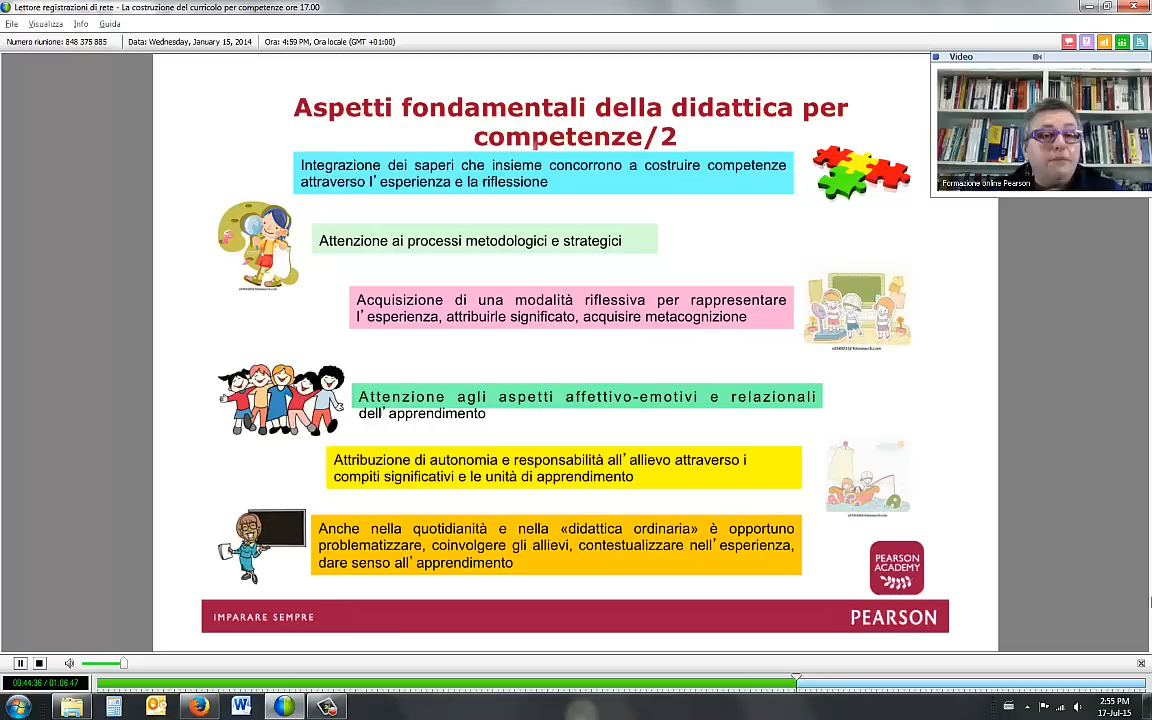 Lettore registrazioni di rete - La costruzione del curricolo per competenze ore 17.00
File Visualizza Info Guida
Numero riunione: 848 375 885 Data: Wednesday, January 15, 2014 Ora: 4:59 PM, Ora locale (GMT +01:00)
Video
Formazione online Pearson
Aspetti fondamentali della didattica per
competenze/2
Integrazione dei saperi che insieme concorrono a costruire competenze
attraverso l'esperienza e la riflessione
Attenzione ai processi metodologici e strategici
Acquisizione di una modalità riflessiva per rappresentare
l'esperienza, attribuirle significato, acquisire metacognizione
Attenzione agli aspetti affettivo-emotivi e relazionali
dell'apprendimento
Attribuzione di autonomia e responsabilità all'allievo attraverso i
compiti significativi e le unità di apprendimento
Anche nella quotidianità e nella «didattica ordinaria» è opportuno
problematizzare, coinvolgere gli allievi, contestualizzare nell'esperienza,
dare senso all'apprendimento
PEARSON
ACADEMY
IMPARARE SEMPRE
PEARSON
00:44:36 / 01:06:47
2:55 PM
17-Jul-15